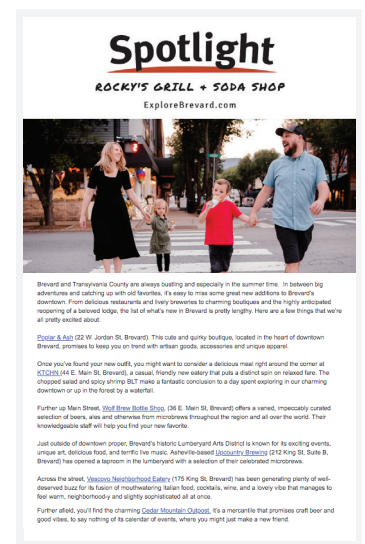 Spotlight
ROCKY'S GRILL + SODA SHOP
ExploreBrevard.com
Brevard and Transylvania County are always bustling and especially in the summer time.  In between big
adventures and catching up with old favorites, it's easy to miss some great new additions to Brevard's
downtown. From delicious restaurants and lively breweries to charming boutiques and the highly anticipated
reopening of a beloved lodge, the list of what's new in Brevard is pretty lengthy. Here are a few things that we're
all pretty excited about:
Poplar & Ash (22 W. Jordan St, Brevard). This cute and quirky boutique, located in the heart of downtown
Brevard, promises to keep you on trend with artisan goods, accessories and unique apparel.
Once you've found your new outfit, you might want to consider a delicious meal right around the corner at
KTCHN (44 E. Main St, Brevard), a casual, friendly new eatery that puts a distinct spin on relaxed fare. The
chopped salad and spicy shrimp BLT make a fantastic conclusion to a day spent exploring in our charming
downtown or up in the forest by a waterfall.
Further up Main Street, Wolf Brew Bottle Shop, (36 E. Main St, Brevard) offers a varied, impeccably curated
selection of beers, ales and otherwise from microbrews throughout the region and all over the world. Their
knowledgeable staff will help you find your new favorite.
Just outside of downtown proper, Brevard's historic Lumberyard Arts District is known for its exciting events,
unique art, delicious food, and terrific live music. Asheville-based Upcountry Brewing (212 King St, Suite B,
Brevard) has opened a taproom in the lumberyard with a selection of their celebrated microbrews.
Across the street, Vescovo Neighborhood Eatery (175 King St, Brevard) has been generating plenty of well-
deserved buzz for its fusion of mouthwatering Italian food, cocktails, wine, and a lovely vibe that manages to
feel warm, neighborhood-y and slightly sophisticated all at once.
Further afield, you'll find the charming Cedar Mountain Outpost. It's a mercantile that promises craft beer and
good vibes, to say nothing of its calendar of events, where you might just make a new friend.